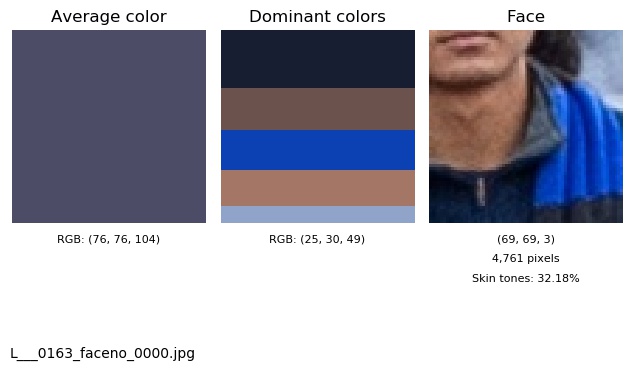 Average color
Dominant colors
Face
RGB: (76, 76, 104)
RGB: (25, 30, 49)
(69, 69, 3)
4,761 pixels
Skin tones: 32.18%
L___0163_faceno_0000.jpg